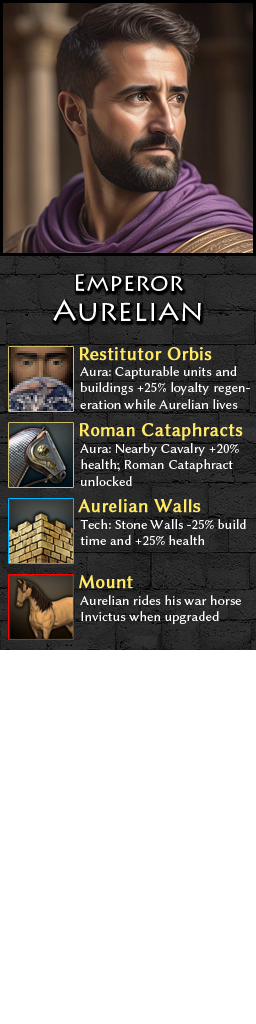 Emperor
Aurelian
Restitutor Orbis
Aura: Capturable units and
buildings +25% loyalty regen-
eration while Aurelian lives
Roman Cataphracts
Aura: Nearby Cavalry +20%
health; Roman Cataphract
unlocked
Aurelian Walls
Tech: Stone Walls -25% build
time and +25% health
Mount
Aurelian rides his war horse
Invictus when upgraded